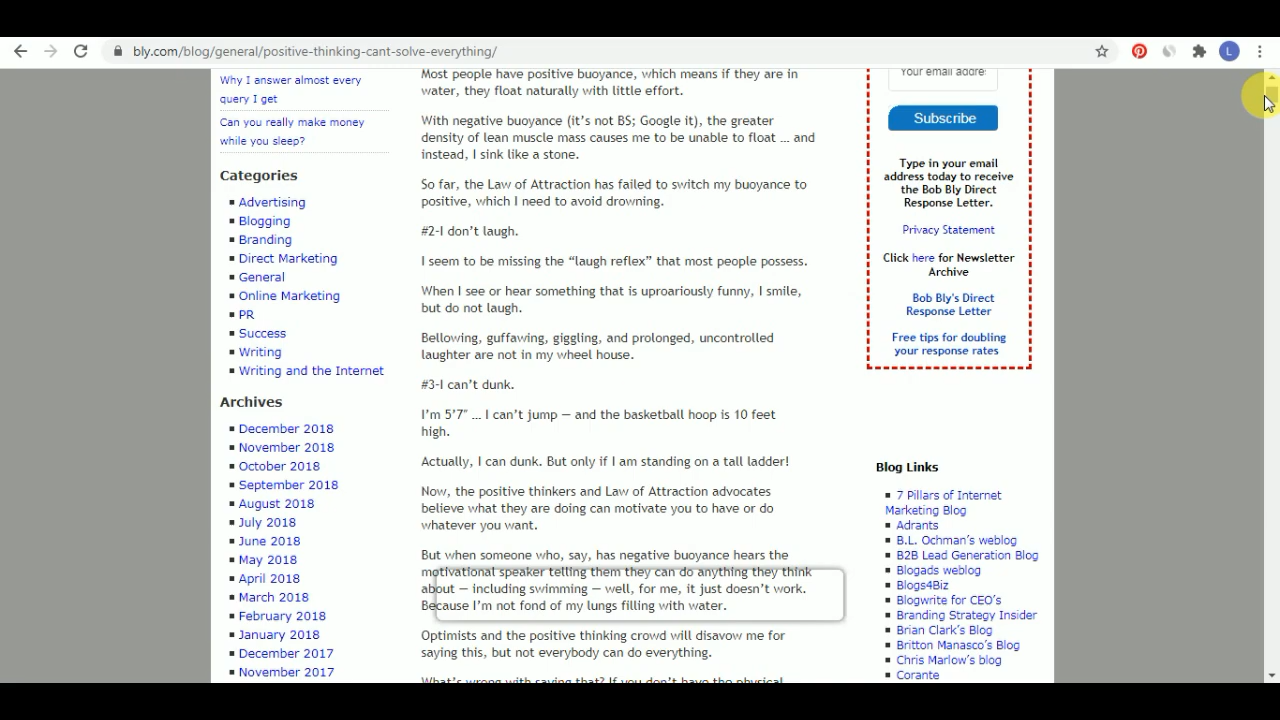 bly.com/blog/general/positive-thinking-cant-solve-everything/
L
Why I answer almost every
query I get
Can you really make money
while you sleep?
Categories
Advertising
Blogging
Branding
Direct Marketing
General
Online Marketing
PR
Success
Writing
Writing and the Internet
Archives
December 2018
November 2018
October 2018
September 2018
August 2018
July 2018
June 2018
May 2018
April 2018
March 2018
February 2018
January 2018
December 2017
November 2017
Most people have positive buoyance, which means if they are in
water, they float naturally with little effort.
With negative buoyance (it's not BS; Google it), the greater
density of lean muscle mass causes me to be unable to float … and
instead, I sink like a stone.
So far, the Law of Attraction has failed to switch my buoyance to
positive, which I need to avoid drowning.
#2-I don't laugh.
I seem to be missing the “laugh reflex” that most people possess.
When I see or hear something that is uproariously funny, I smile,
but do not laugh.
Bellowing, guffawing, giggling, and prolonged, uncontrolled
laughter are not in my wheel house.
#3-I can't dunk.
I'm 5'7″ … I can't jump — and the basketball hoop is 10 feet
high.
Actually, I can dunk. But only if I am standing on a tall ladder!
Now, the positive thinkers and Law of Attraction advocates
believe what they are doing can motivate you to have or do
whatever you want.
But when someone who, say, has negative buoyance hears the
motivational speaker telling them they can do anything they think
about — including swimming — well, for me, it just doesn't work.
Because I'm not fond of my lungs filling with water.
Optimists and the positive thinking crowd will disavow me for
saying this, but not everybody can do everything.
What's wrong with saying that? If you don't have the physical
Your email addre
Subscribe
Type in your email
address today to receive
the Bob Bly Direct
Response Letter.
Privacy Statement
Click here for Newsletter
Archive
Bob Bly's Direct
Response Letter
Free tips for doubling
your response rates
Blog Links
7 Pillars of Internet
Marketing Blog
Adrants
B.L. Ochman's weblog
B2B Lead Generation Blog
Blogads weblog
Blogs4Biz
Blogwrite for CEO's
Branding Strategy Insider
Brian Clark's Blog
Britton Manasco's Blog
Chris Marlow's blog
Corante